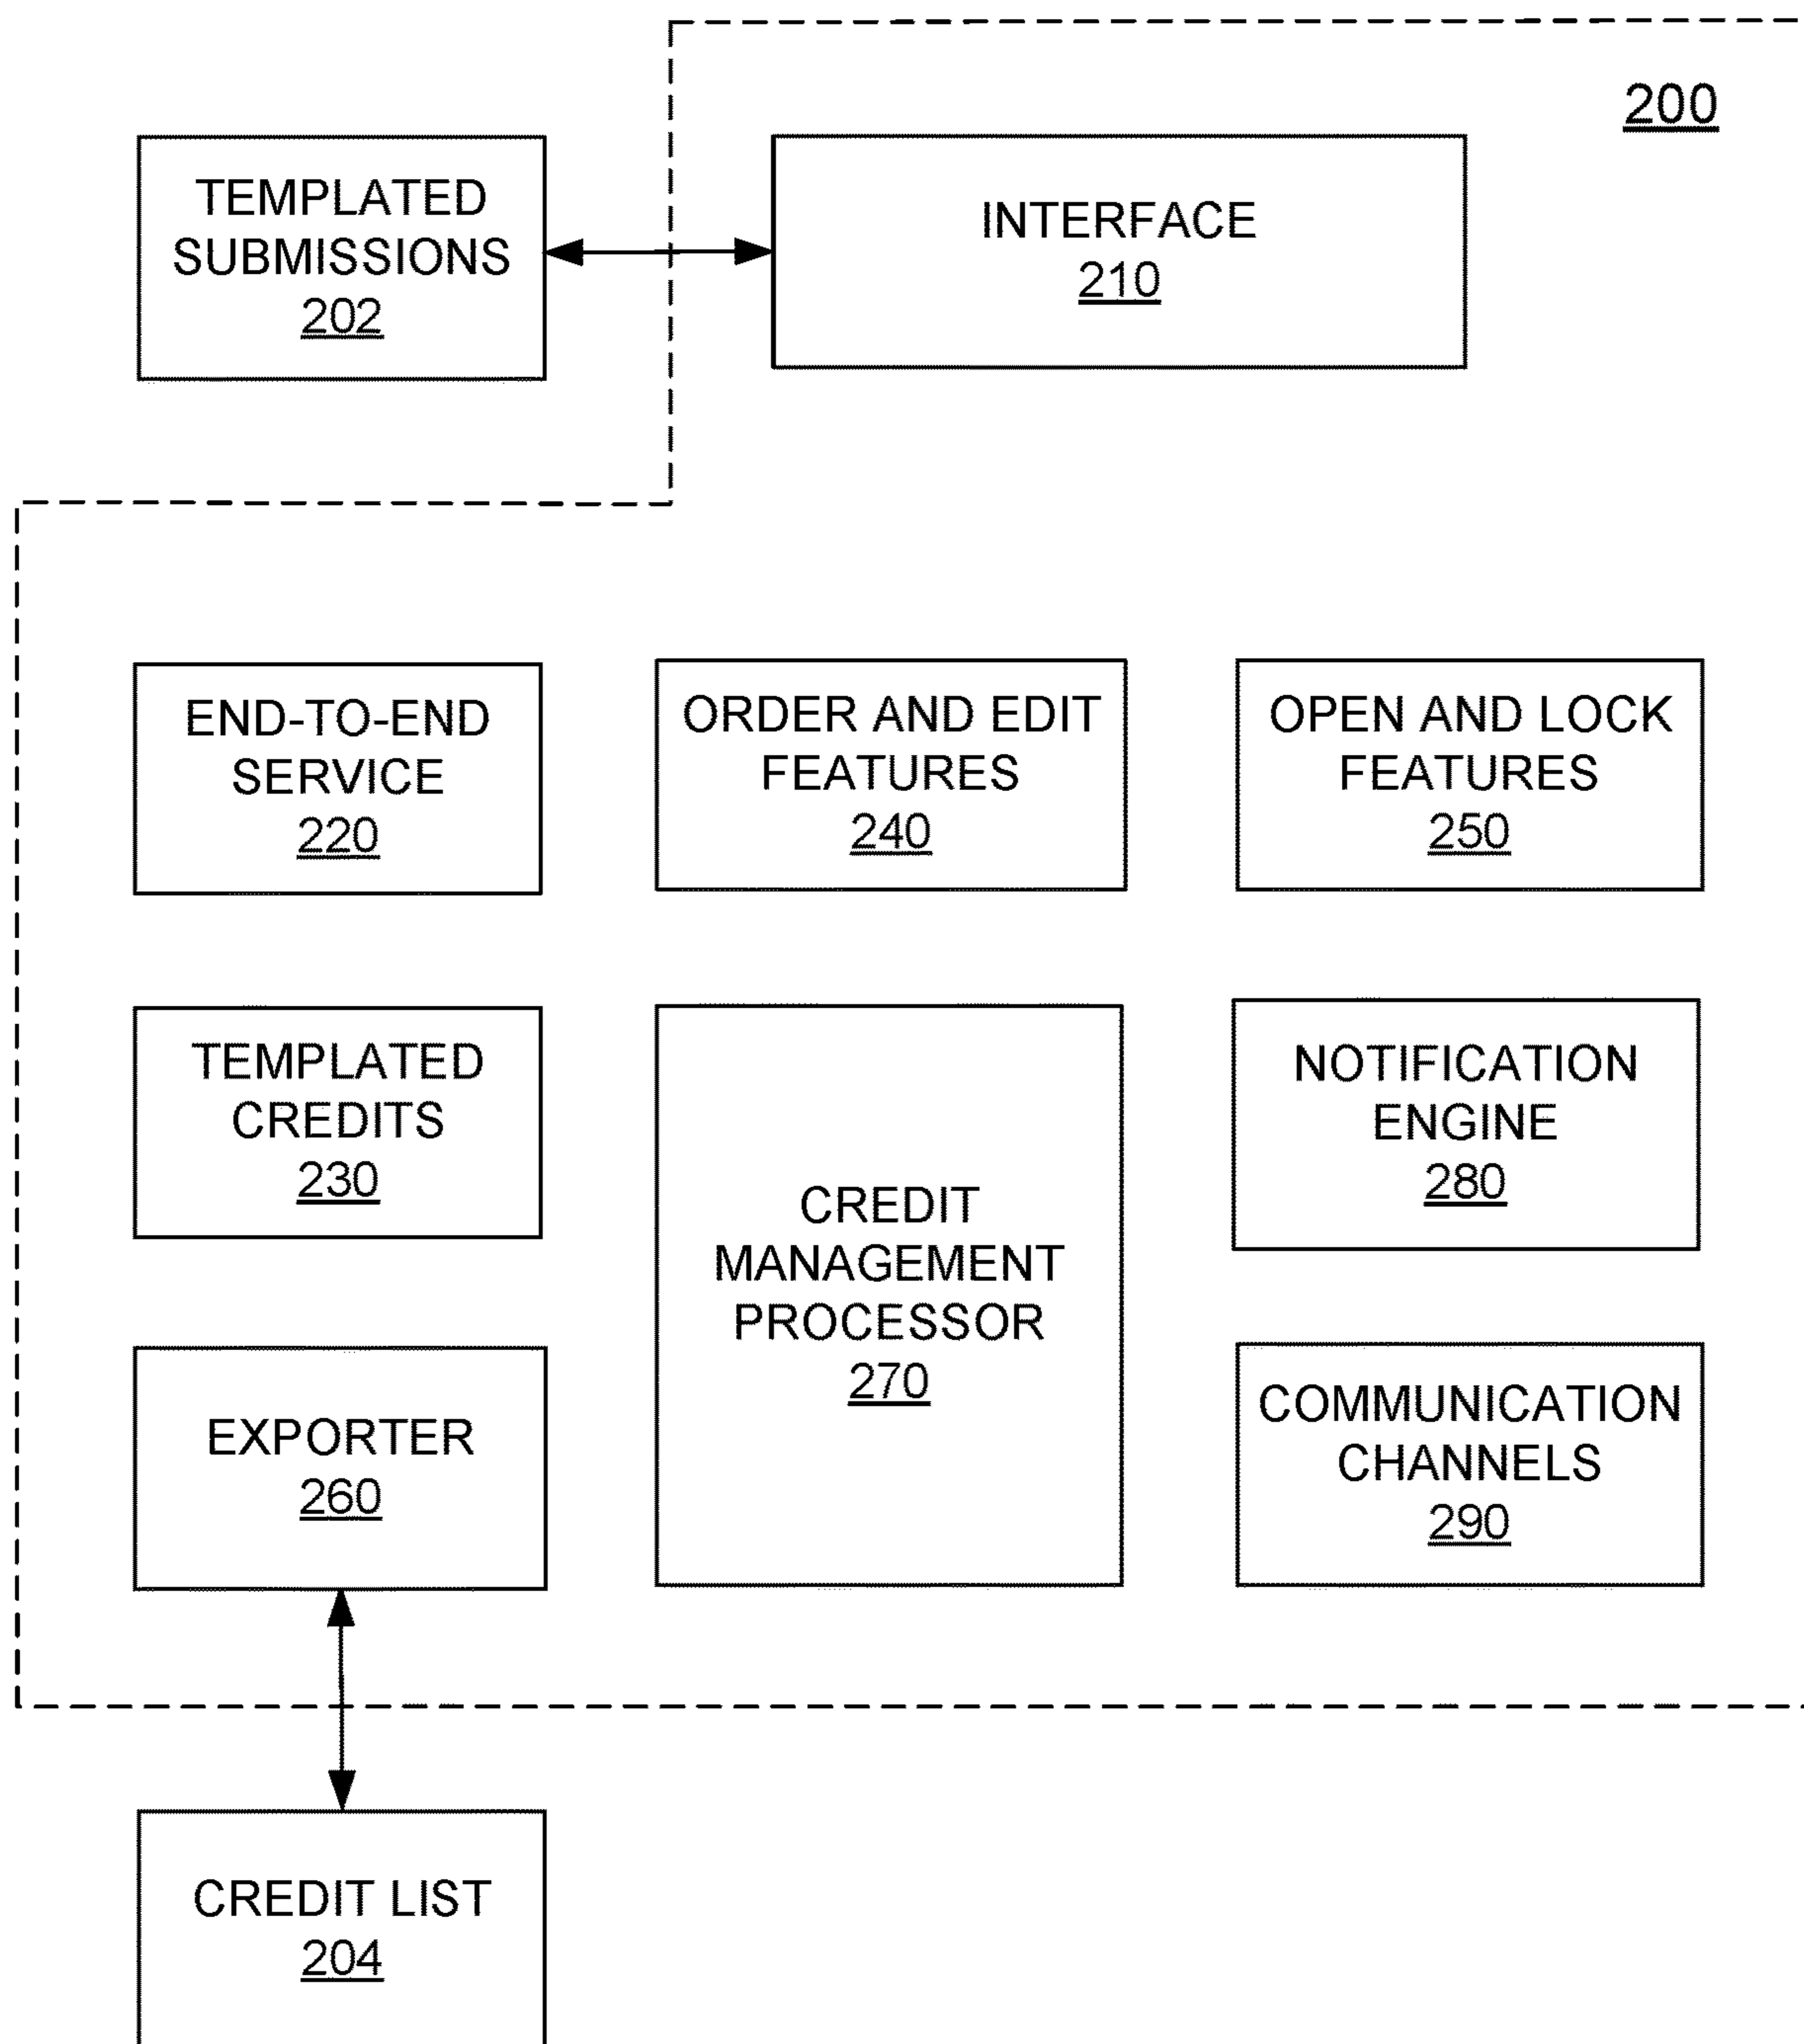 200
TEMPLATED
SUBMISSIONS
202
INTERFACE
210
END-TO-END
SERVICE
220
ORDER AND EDIT
FEATURES
240
OPEN AND LOCK
FEATURES
250
TEMPLATED
CREDITS
230
CREDIT
MANAGEMENT
PROCESSOR
270
NOTIFICATION
ENGINE
280
EXPORTER
260
COMMUNICATION
CHANNELS
290
CREDIT LIST
204